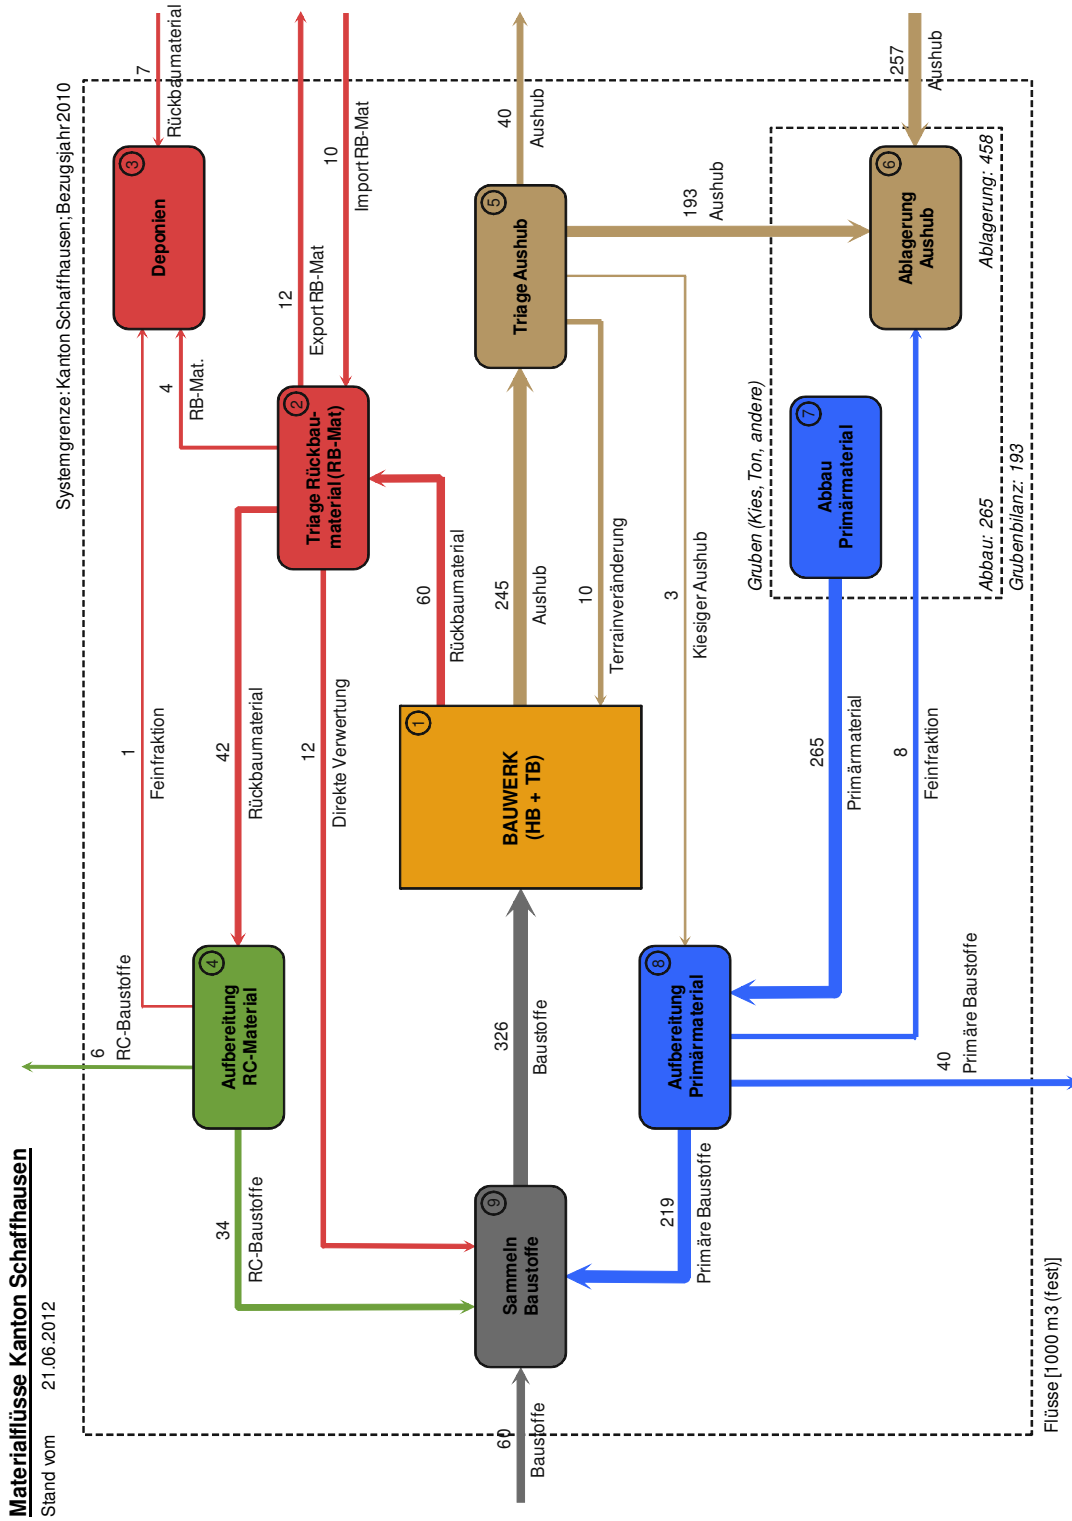 Materialflüsse Kanton Schaffhausen
Stand vom 21.06.2012
Systemgrenze: Kanton Schaffhausen; Bezugsjahr 2010
6
RC-Baustoffe
1
Feinfraktion
4
RB-Mat.
3
Deponien
7
Rückbaumaterial
4
Aufbereitung
RC-Material
42
Rückbaumaterial
2
Triage Rückbau-
material (RB-Mat)
12
Export RB-Mat
10
Import RB-Mat
34
RC-Baustoffe
12
Direkte Verwertung
60
Rückbaumaterial
60
Baustoffe
9
Sammeln
Baustoffe
326
Baustoffe
1
BAUWERK
(HB + TB)
245
Aushub
5
Triage Aushub
40
Aushub
10
Terrainveränderung
3
Kiesiger Aushub
193
Aushub
219
Primäre Baustoffe
8
Aufbereitung
Primärmaterial
265
Primärmaterial
Gruben (Kies, Ton, andere)
7
Abbau
Primärmaterial
6
Ablagerung
Aushub
257
Aushub
8
Feinfraktion
40
Primäre Baustoffe
Abbau: 265
Ablagerung: 458
Grubenbilanz: 193
Flüsse [1000 m3 (fest)]